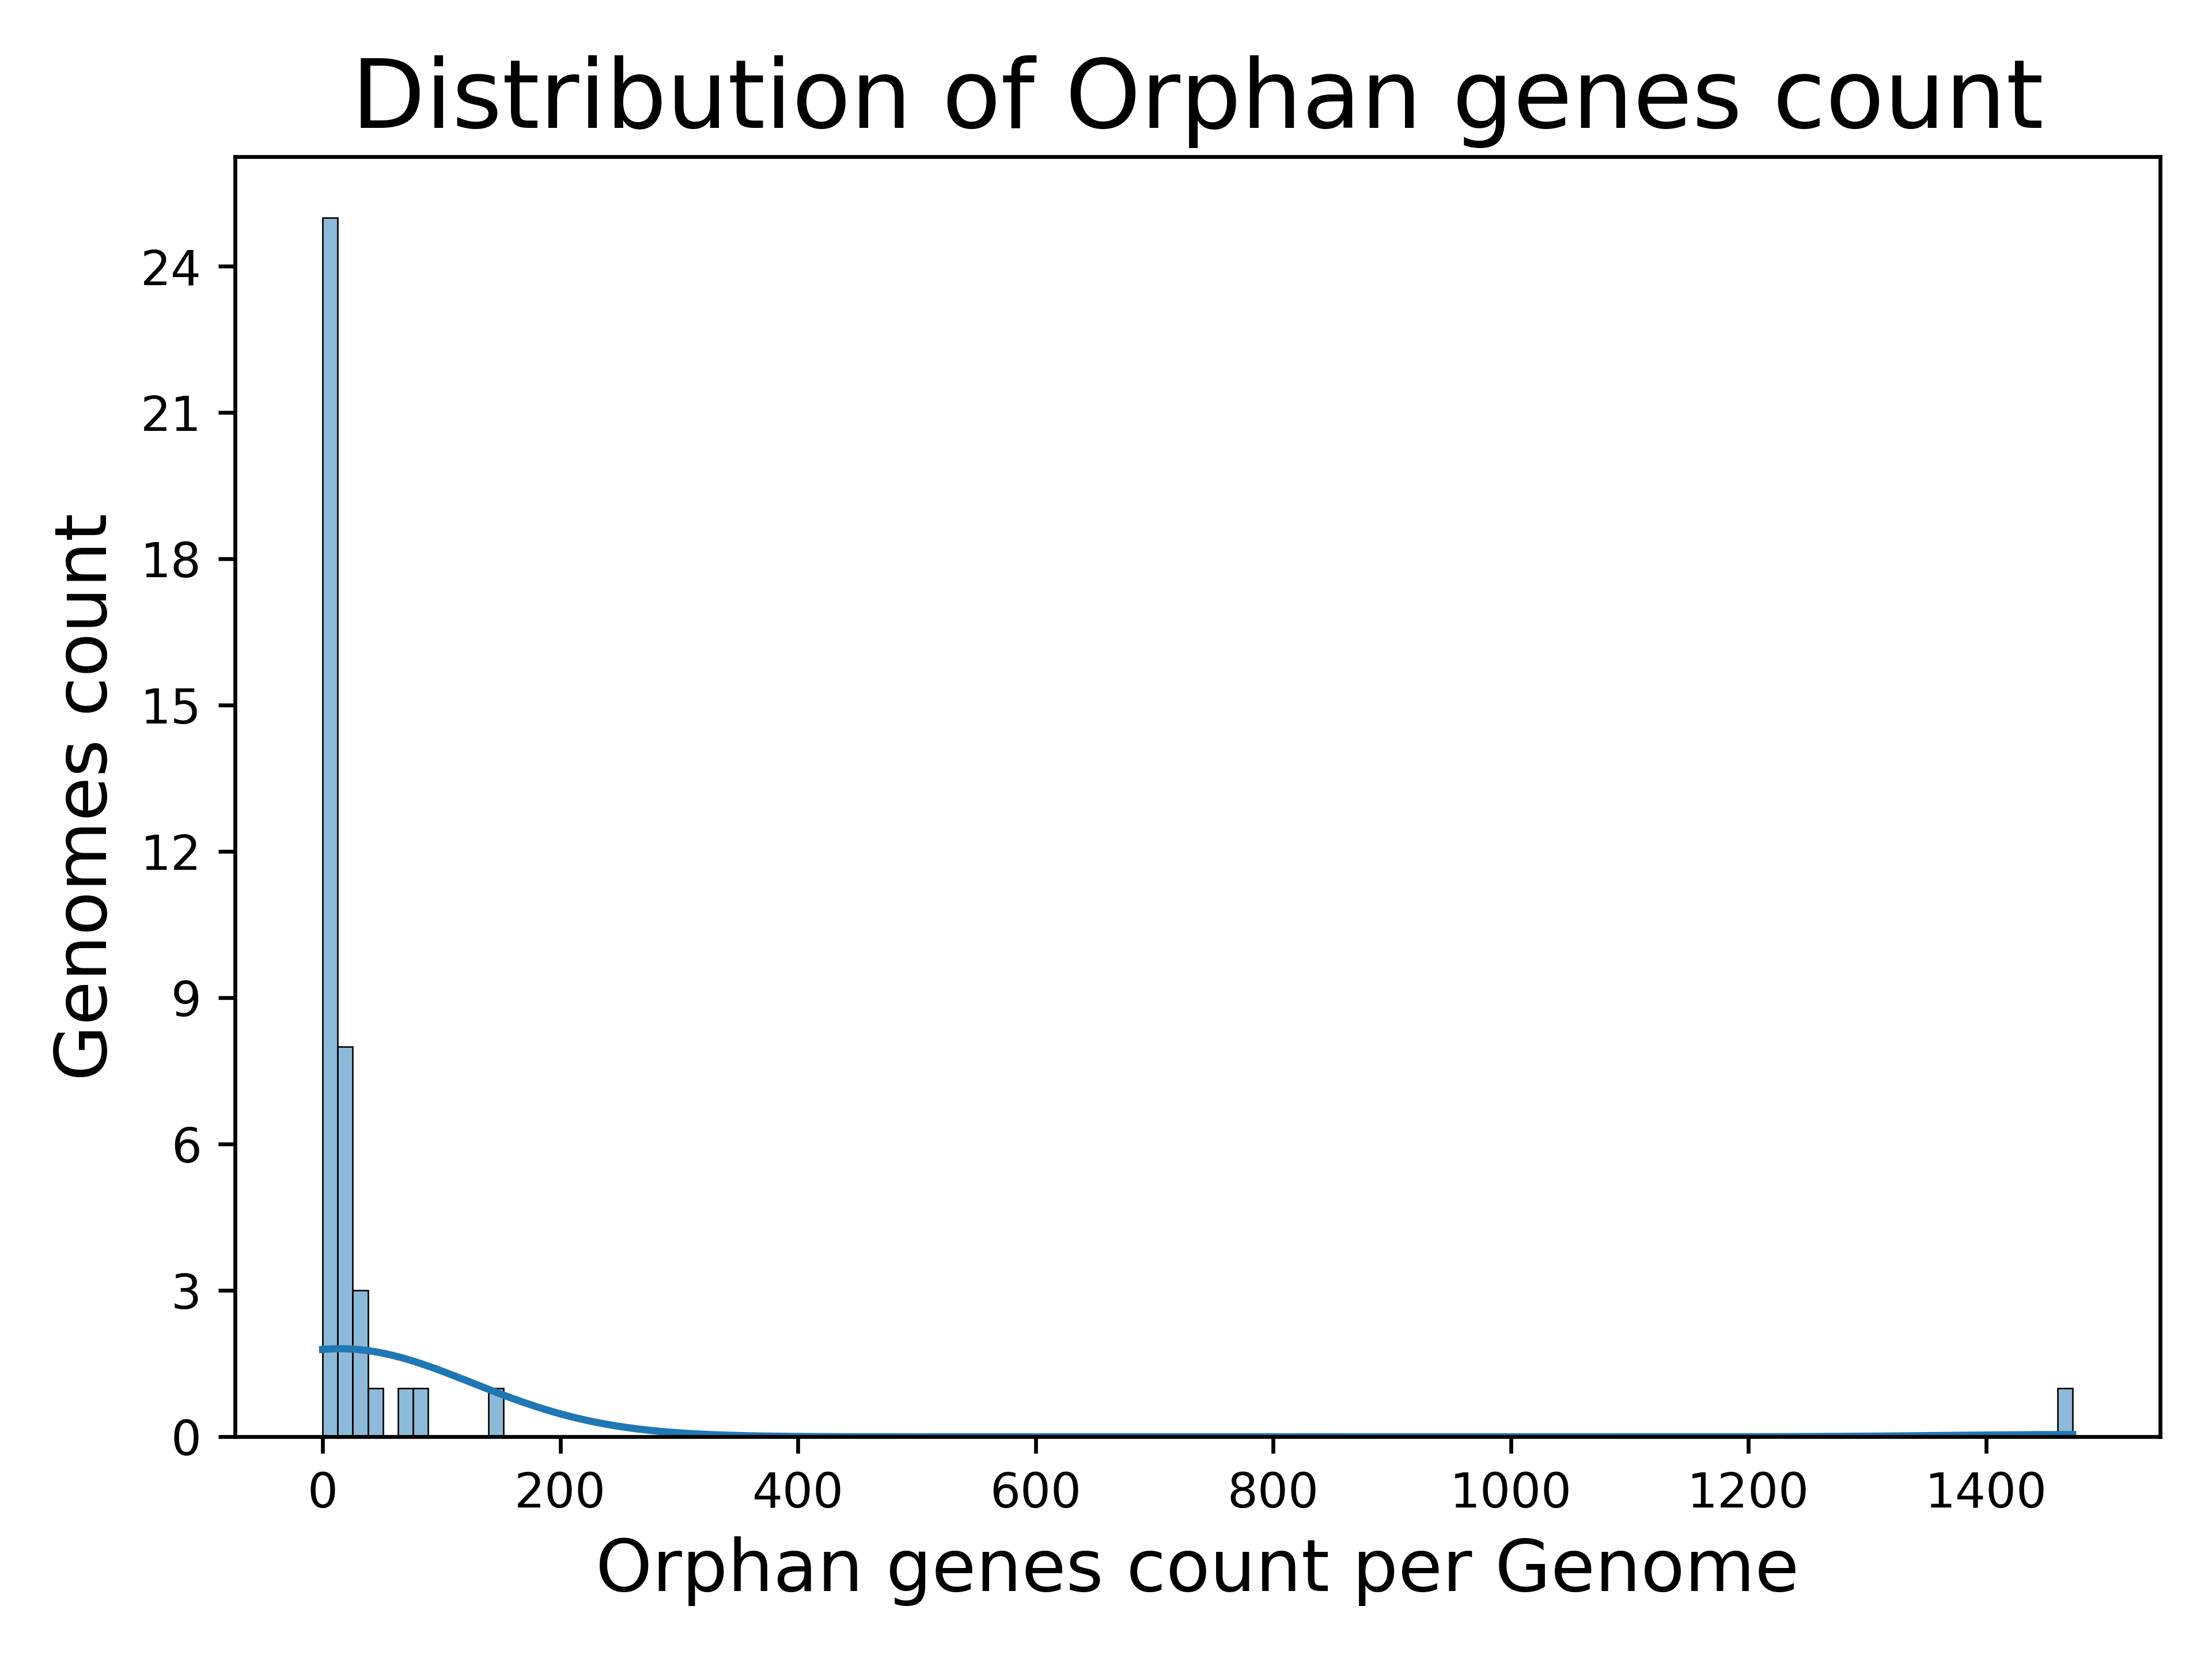 Distribution of Orphan genes count
24
21
18
15
12
9
6
3
0
Genomes count
0 200 400 600 800 1000 1200 1400
Orphan genes count per Genome